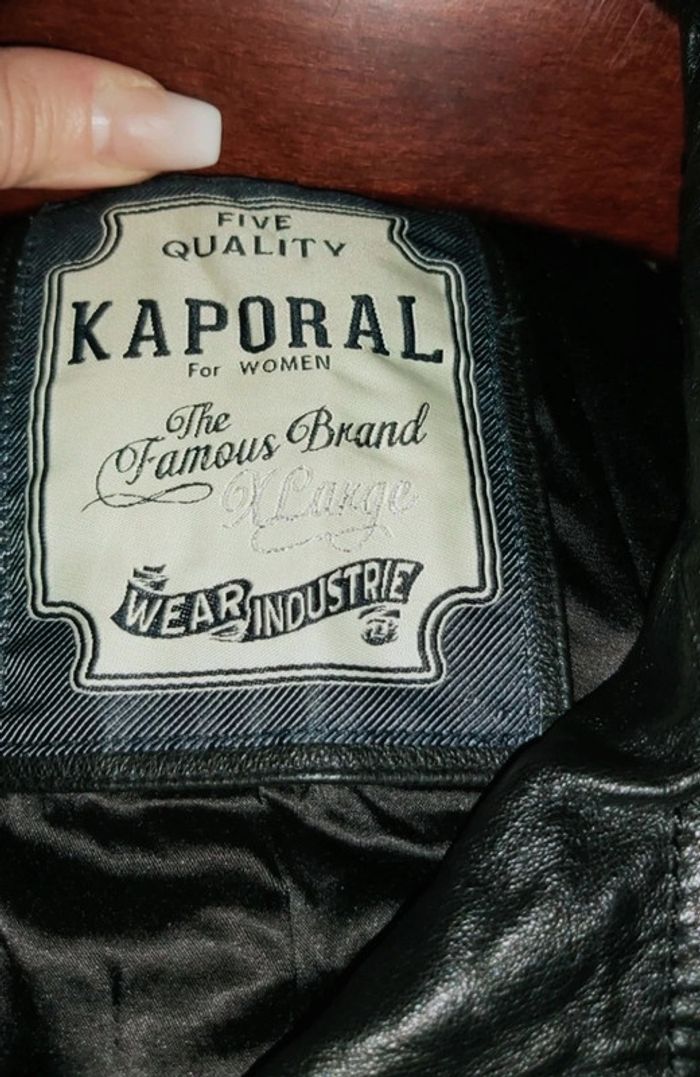 FIVE
QUALITY
KAPORAL
For WOMEN
The
Famous Brand
XLarge
WEAR INDUSTRIE